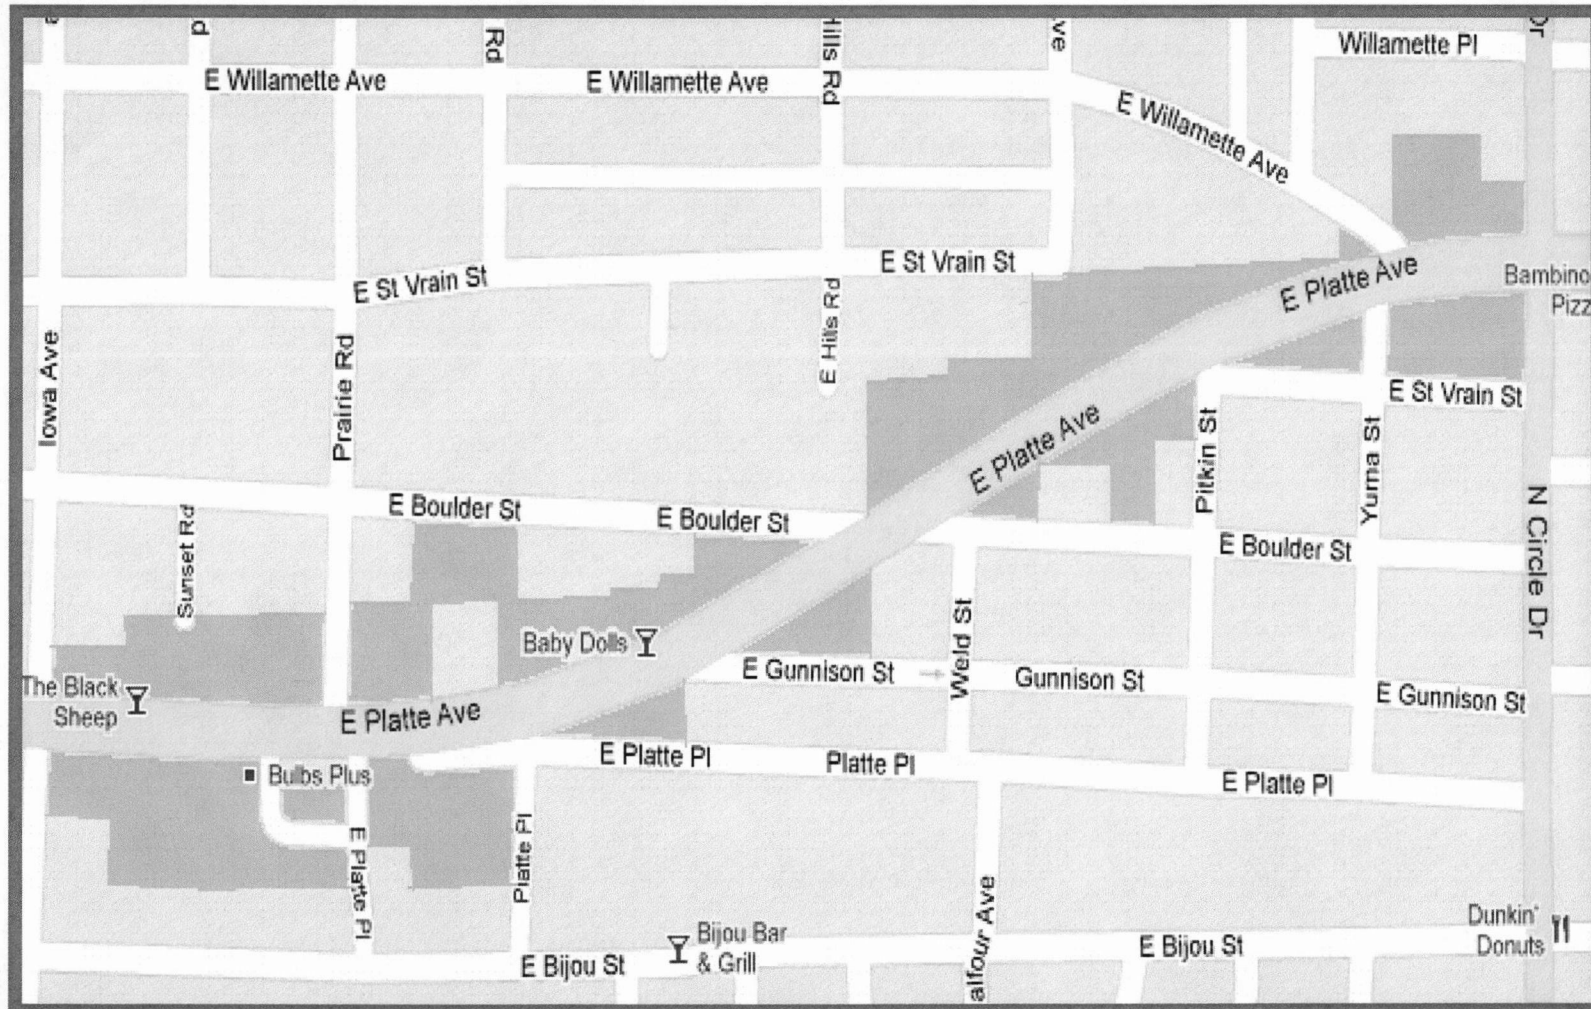 Rd
Hills Rd
Dr
Willamette Pl
E Willamette Ave
E Willamette Ave
E Willamette Ave
E St Vrain St
E St Vrain St
E Platte Ave
Bambino
Pizz
Iowa Ave
Prairie Rd
E Hills Rd
E St Vrain St
E Platte Ave
Pitkin St
Yuma St
N Circle Dr
Sunset Rd
E Boulder St
E Boulder St
E Boulder St
Baby Dolls
Weld St
E Gunnison St
Gunnison St
E Gunnison St
The Black
Sheep
E Platte Ave
E Platte Pl
Platte Pl
E Platte Pl
Bulbs Plus
E Platte Pl
Platte Pl
alfour Ave
Bijou Bar
& Grill
E Bijou St
E Bijou St
Dunkin'
Donuts